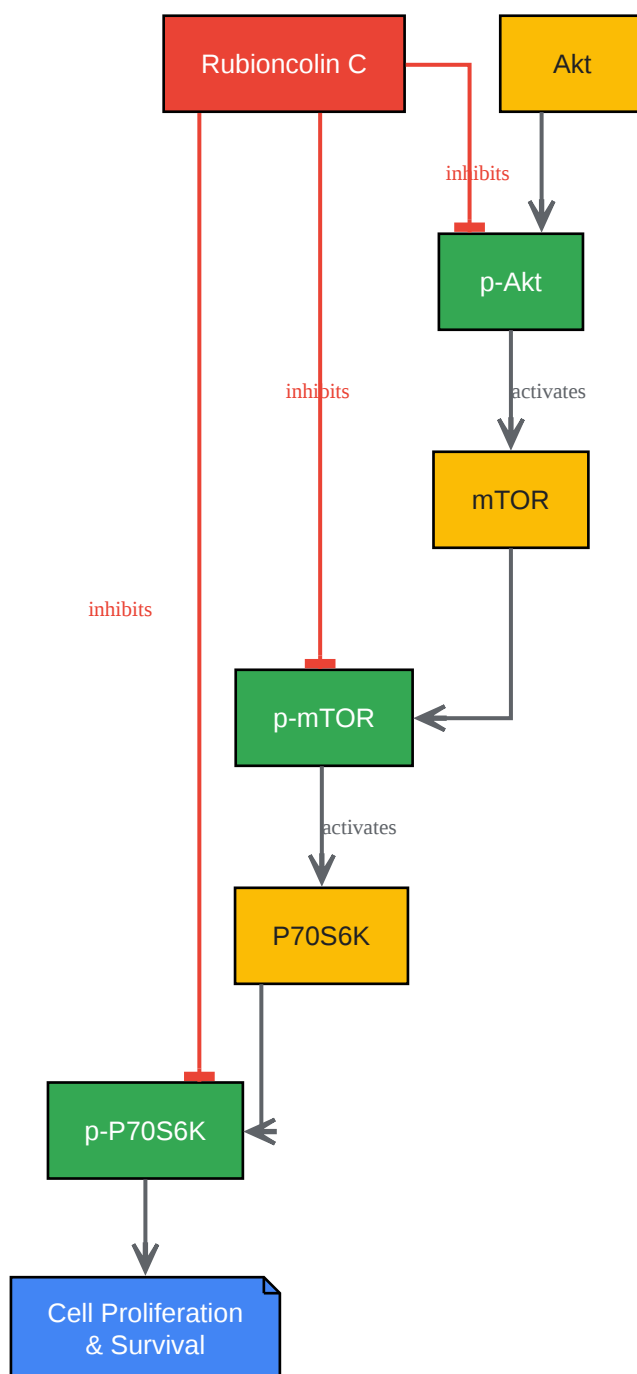 Rubioncolin C
Akt
inhibits
p-Akt
inhibits
activates
mTOR
inhibits
p-mTOR
activates
P70S6K
p-P70S6K
Cell Proliferation
& Survival